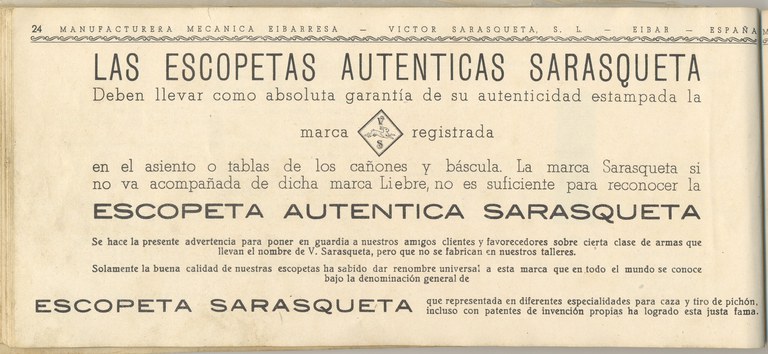 24 MANUFACTURERA MECANICA EIBARRESA — VICTOR SARASQUETA, S. L — EIBAR — ESPAÑA
LAS ESCOPETAS AUTENTICAS SARASQUETA
Deben llevar como absoluta garantía de su autenticidad estampada la
marca V S registrada
en el asiento o tablas de los cañones y báscula. La marca Sarasqueta si
no va acompañada de dicha marca Liebre, no es suficiente para reconocer la
ESCOPETA AUTENTICA SARASQUETA
Se hace la presente advertencia para poner en guardia a nuestros amigos clientes y favorecedores sobre cierta clase de armas que
llevan el nombre de V. Sarasqueta, pero que no se fabrican en nuestros talleres.
Solamente la buena calidad de nuestras escopetas ha sabido dar renombre universal a esta marca que en todo el mundo se conoce
bajo la denominación general de
ESCOPETA SARASQUETA que representada en diferentes especialidades para caza y tiro de pichón,
incluso con patentes de invención propias ha logrado esta justa fama.